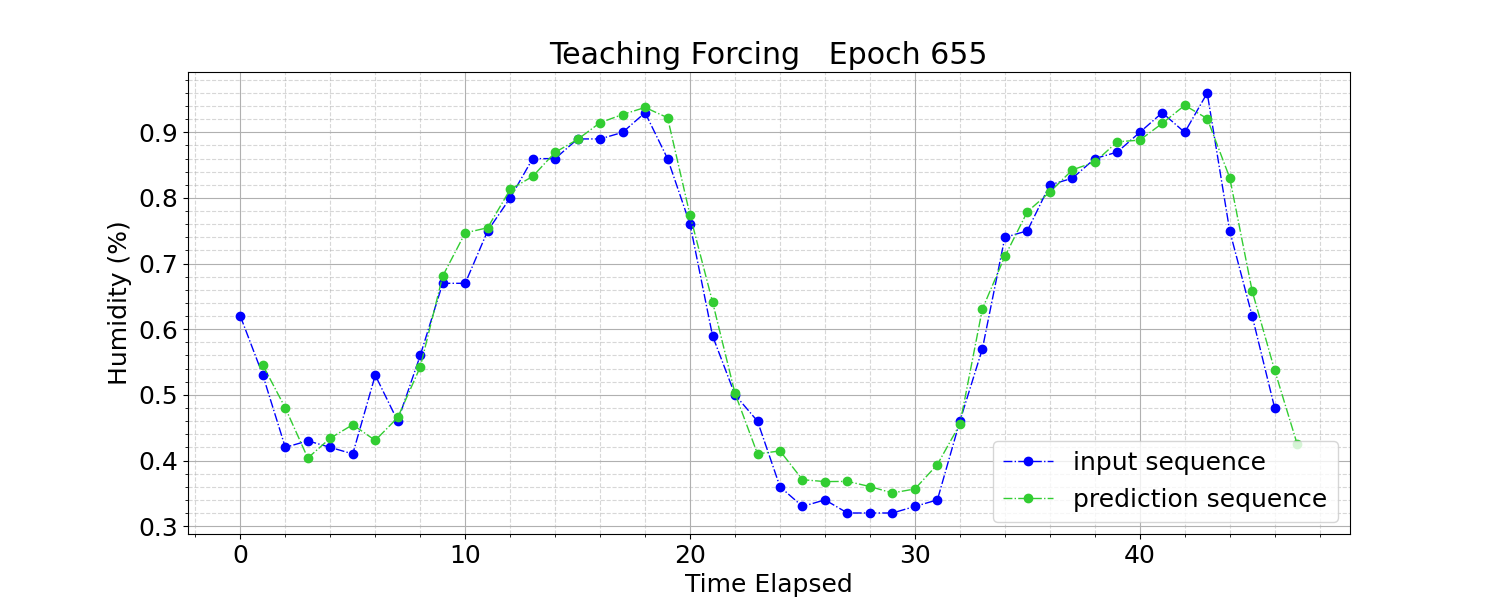 Teaching Forcing   Epoch 655
Humidity (%)
0.9
0.8
0.7
0.6
0.5
0.4
0.3
input sequence
prediction sequence
0 10 20 30 40
Time Elapsed